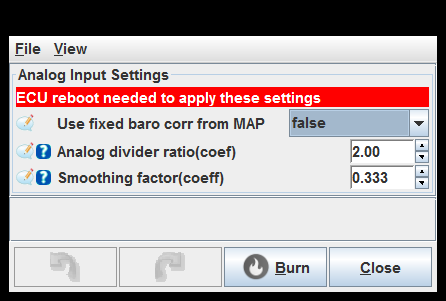 File View
Analog Input Settings
ECU reboot needed to apply these settings
Use fixed baro corr from MAP false
Analog divider ratio(coef) 2.00
Smoothing factor(coeff) 0.333
Burn Close